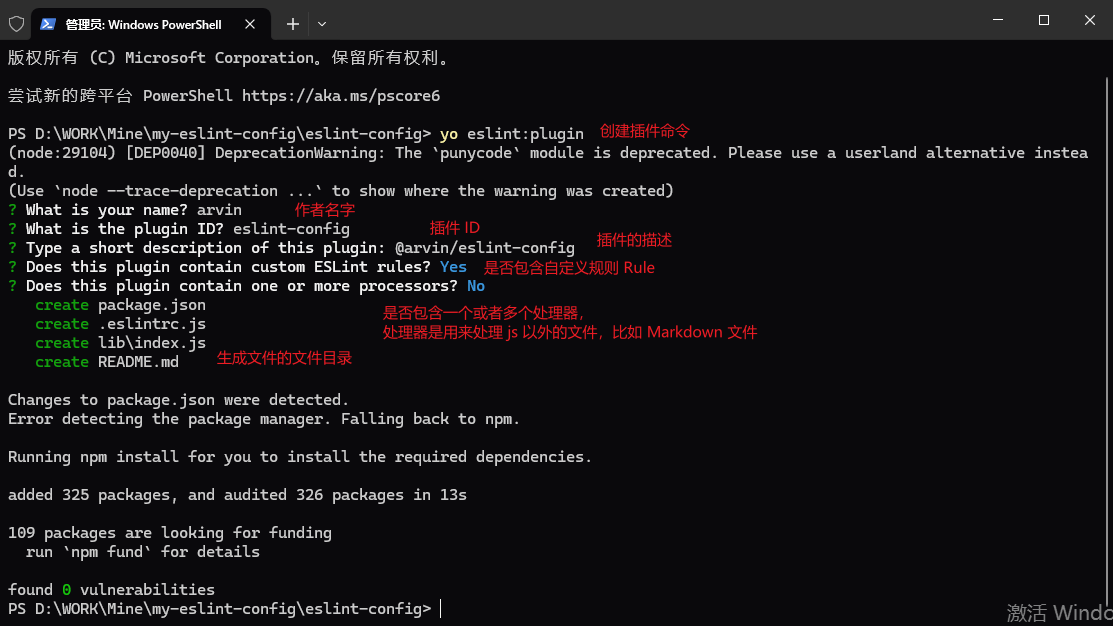 管理员: Windows PowerShell
版权所有 (C) Microsoft Corporation。保留所有权利。
尝试新的跨平台 PowerShell https://aka.ms/pscore6
PS D:\WORK\Mine\my-eslint-config\eslint-config> yo eslint:plugin 创建插件命令
(node:29104) [DEP0040] DeprecationWarning: The `punycode` module is deprecated. Please use a userland alternative instea
d.
(Use `node --trace-deprecation ...` to show where the warning was created)
? What is your name? arvin 作者名字
? What is the plugin ID? eslint-config 插件 ID
? Type a short description of this plugin: @arvin/eslint-config 插件的描述
? Does this plugin contain custom ESLint rules? Yes 是否包含自定义规则 Rule
? Does this plugin contain one or more processors? No
create package.json
是否包含一个或者多个处理器，
create .eslintrc.js
处理器是用来处理 js 以外的文件，比如 Markdown 文件
create lib\index.js
create README.md 生成文件的文件目录
Changes to package.json were detected.
Error detecting the package manager. Falling back to npm.
Running npm install for you to install the required dependencies.
added 325 packages, and audited 326 packages in 13s
109 packages are looking for funding
run `npm fund` for details
found 0 vulnerabilities
PS D:\WORK\Mine\my-eslint-config\eslint-config>
激活 Windo